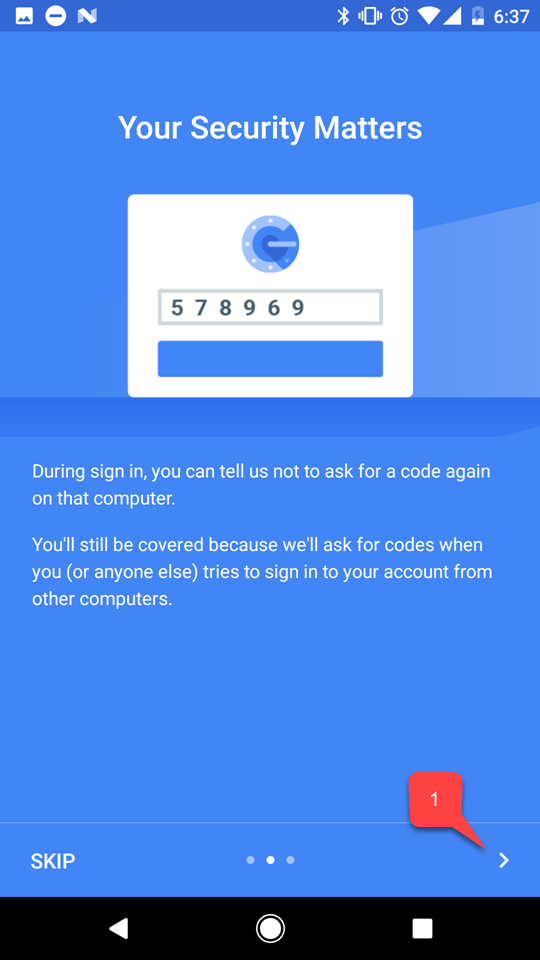 6:37
Your Security Matters
5 7 8 9 6 9
During sign in, you can tell us not to ask for a code again
on that computer.
You'll still be covered because we'll ask for codes when
you (or anyone else) tries to sign in to your account from
other computers.
1
SKIP